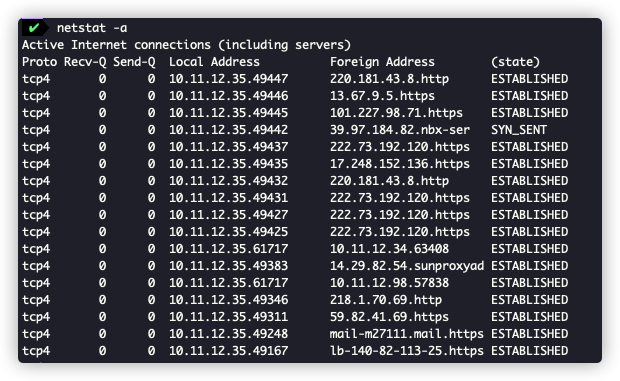 ✔ netstat -a
Active Internet connections (including servers)
Proto Recv-Q Send-Q  Local Address          Foreign Address        (state)
tcp4       0      0  10.11.12.35.49447      220.181.43.8.http      ESTABLISHED
tcp4       0      0  10.11.12.35.49446      13.67.9.5.https        ESTABLISHED
tcp4       0      0  10.11.12.35.49445      101.227.98.71.https    ESTABLISHED
tcp4       0      0  10.11.12.35.49442      39.97.184.82.nbx-ser   SYN_SENT
tcp4       0      0  10.11.12.35.49437      222.73.192.120.https   ESTABLISHED
tcp4       0      0  10.11.12.35.49435      17.248.152.136.https   ESTABLISHED
tcp4       0      0  10.11.12.35.49432      220.181.43.8.http      ESTABLISHED
tcp4       0      0  10.11.12.35.49431      222.73.192.120.https   ESTABLISHED
tcp4       0      0  10.11.12.35.49427      222.73.192.120.https   ESTABLISHED
tcp4       0      0  10.11.12.35.49425      222.73.192.120.https   ESTABLISHED
tcp4       0      0  10.11.12.35.61717      10.11.12.34.63408      ESTABLISHED
tcp4       0      0  10.11.12.35.49383      14.29.82.54.sunproxyad ESTABLISHED
tcp4       0      0  10.11.12.35.61717      10.11.12.98.57838      ESTABLISHED
tcp4       0      0  10.11.12.35.49346      218.1.70.69.http       ESTABLISHED
tcp4       0      0  10.11.12.35.49311      59.82.41.69.https      ESTABLISHED
tcp4       0      0  10.11.12.35.49248      mail-m27111.mail.https ESTABLISHED
tcp4       0      0  10.11.12.35.49167      lb-140-82-113-25.https ESTABLISHED